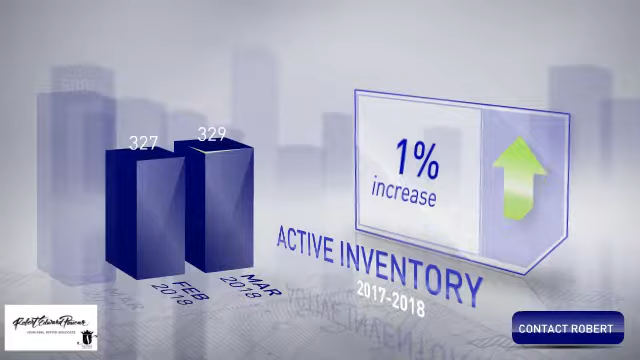 327
329
FEB
2018
MAR
2018
1%
increase
ACTIVE INVENTORY
2017-2018
CONTACT ROBERT